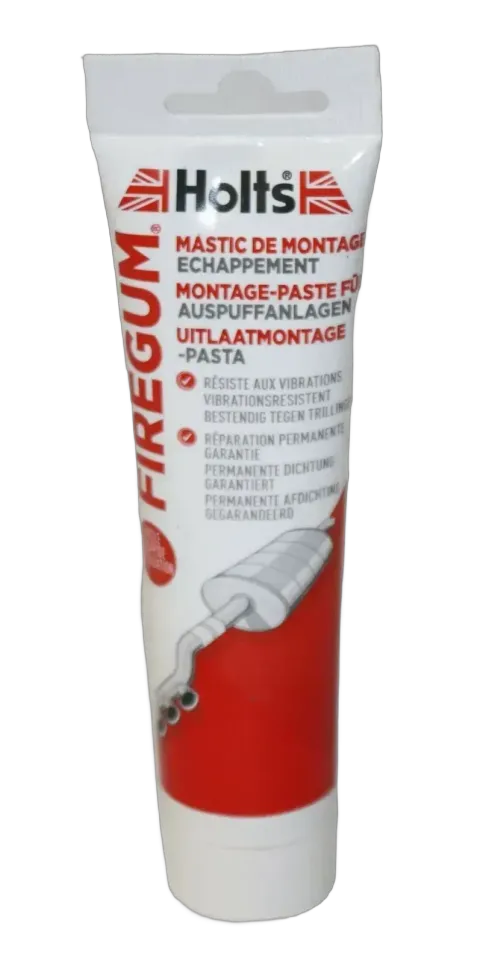 Holts®
FIREGUM®
MASTIC DE MONTAGE
ECHAPPEMENT
MONTAGE-PASTE FÜ
AUSPUFFANLAGEN
UITLAATMONTAGE
-PASTA
RÉSISTE AUX VIBRATIONS
VIBRATIONSRESISTENT
BESTENDIG TEGEN TRILLINGE
RÉPARATION PERMANENTE
GARANTIE
PERMANENTE DICHTUNG
GARANTIERT
PERMANENTE AFDICHTING
GEGARANDEERD